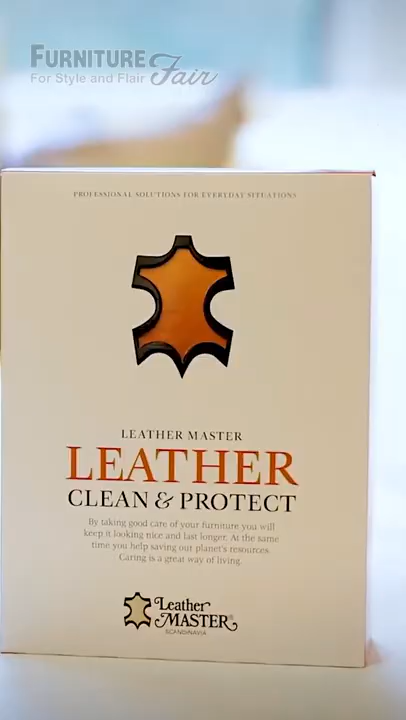 FURNITURE Fair
For Style and Flair
PROFESSIONAL SOLUTIONS FOR EVERYDAY SITUATIONS
LEATHER MASTER
LEATHER
CLEAN & PROTECT
By taking good care of your furniture you will
keep it looking nice and last longer. At the same
time you help saving our planet's resources.
Caring is a great way of living.
Leather
MASTER®
SCANDINAVIA